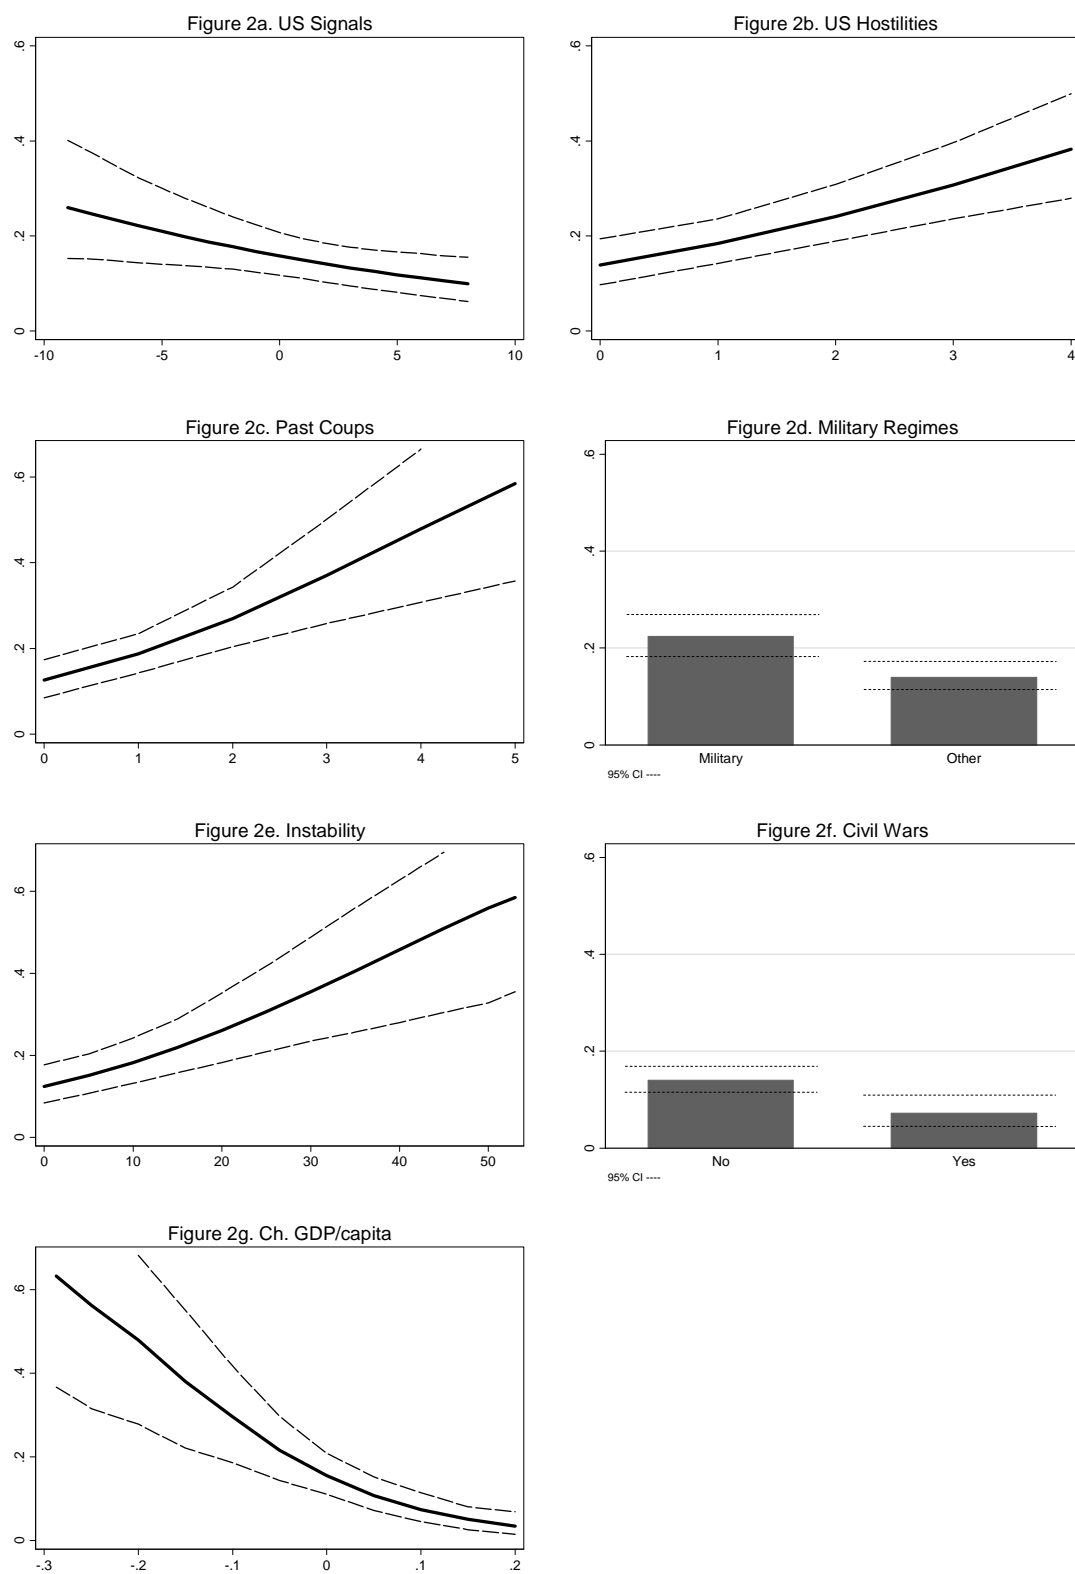 Figure 2a. US Signals
.6
.4
.2
0
-10 -5 0 5 10
Figure 2b. US Hostilities
.6
.4
.2
0
0 1 2 3 4
Figure 2c. Past Coups
.6
.4
.2
0
0 1 2 3 4 5
Figure 2d. Military Regimes
.6
.4
.2
0
Military Other
95% CI ----
Figure 2e. Instability
.6
.4
.2
0
0 10 20 30 40 50
Figure 2f. Civil Wars
.6
.4
.2
0
No Yes
95% CI ----
Figure 2g. Ch. GDP/capita
.6
.4
.2
0
-.3 -.2 -.1 0 .1 .2